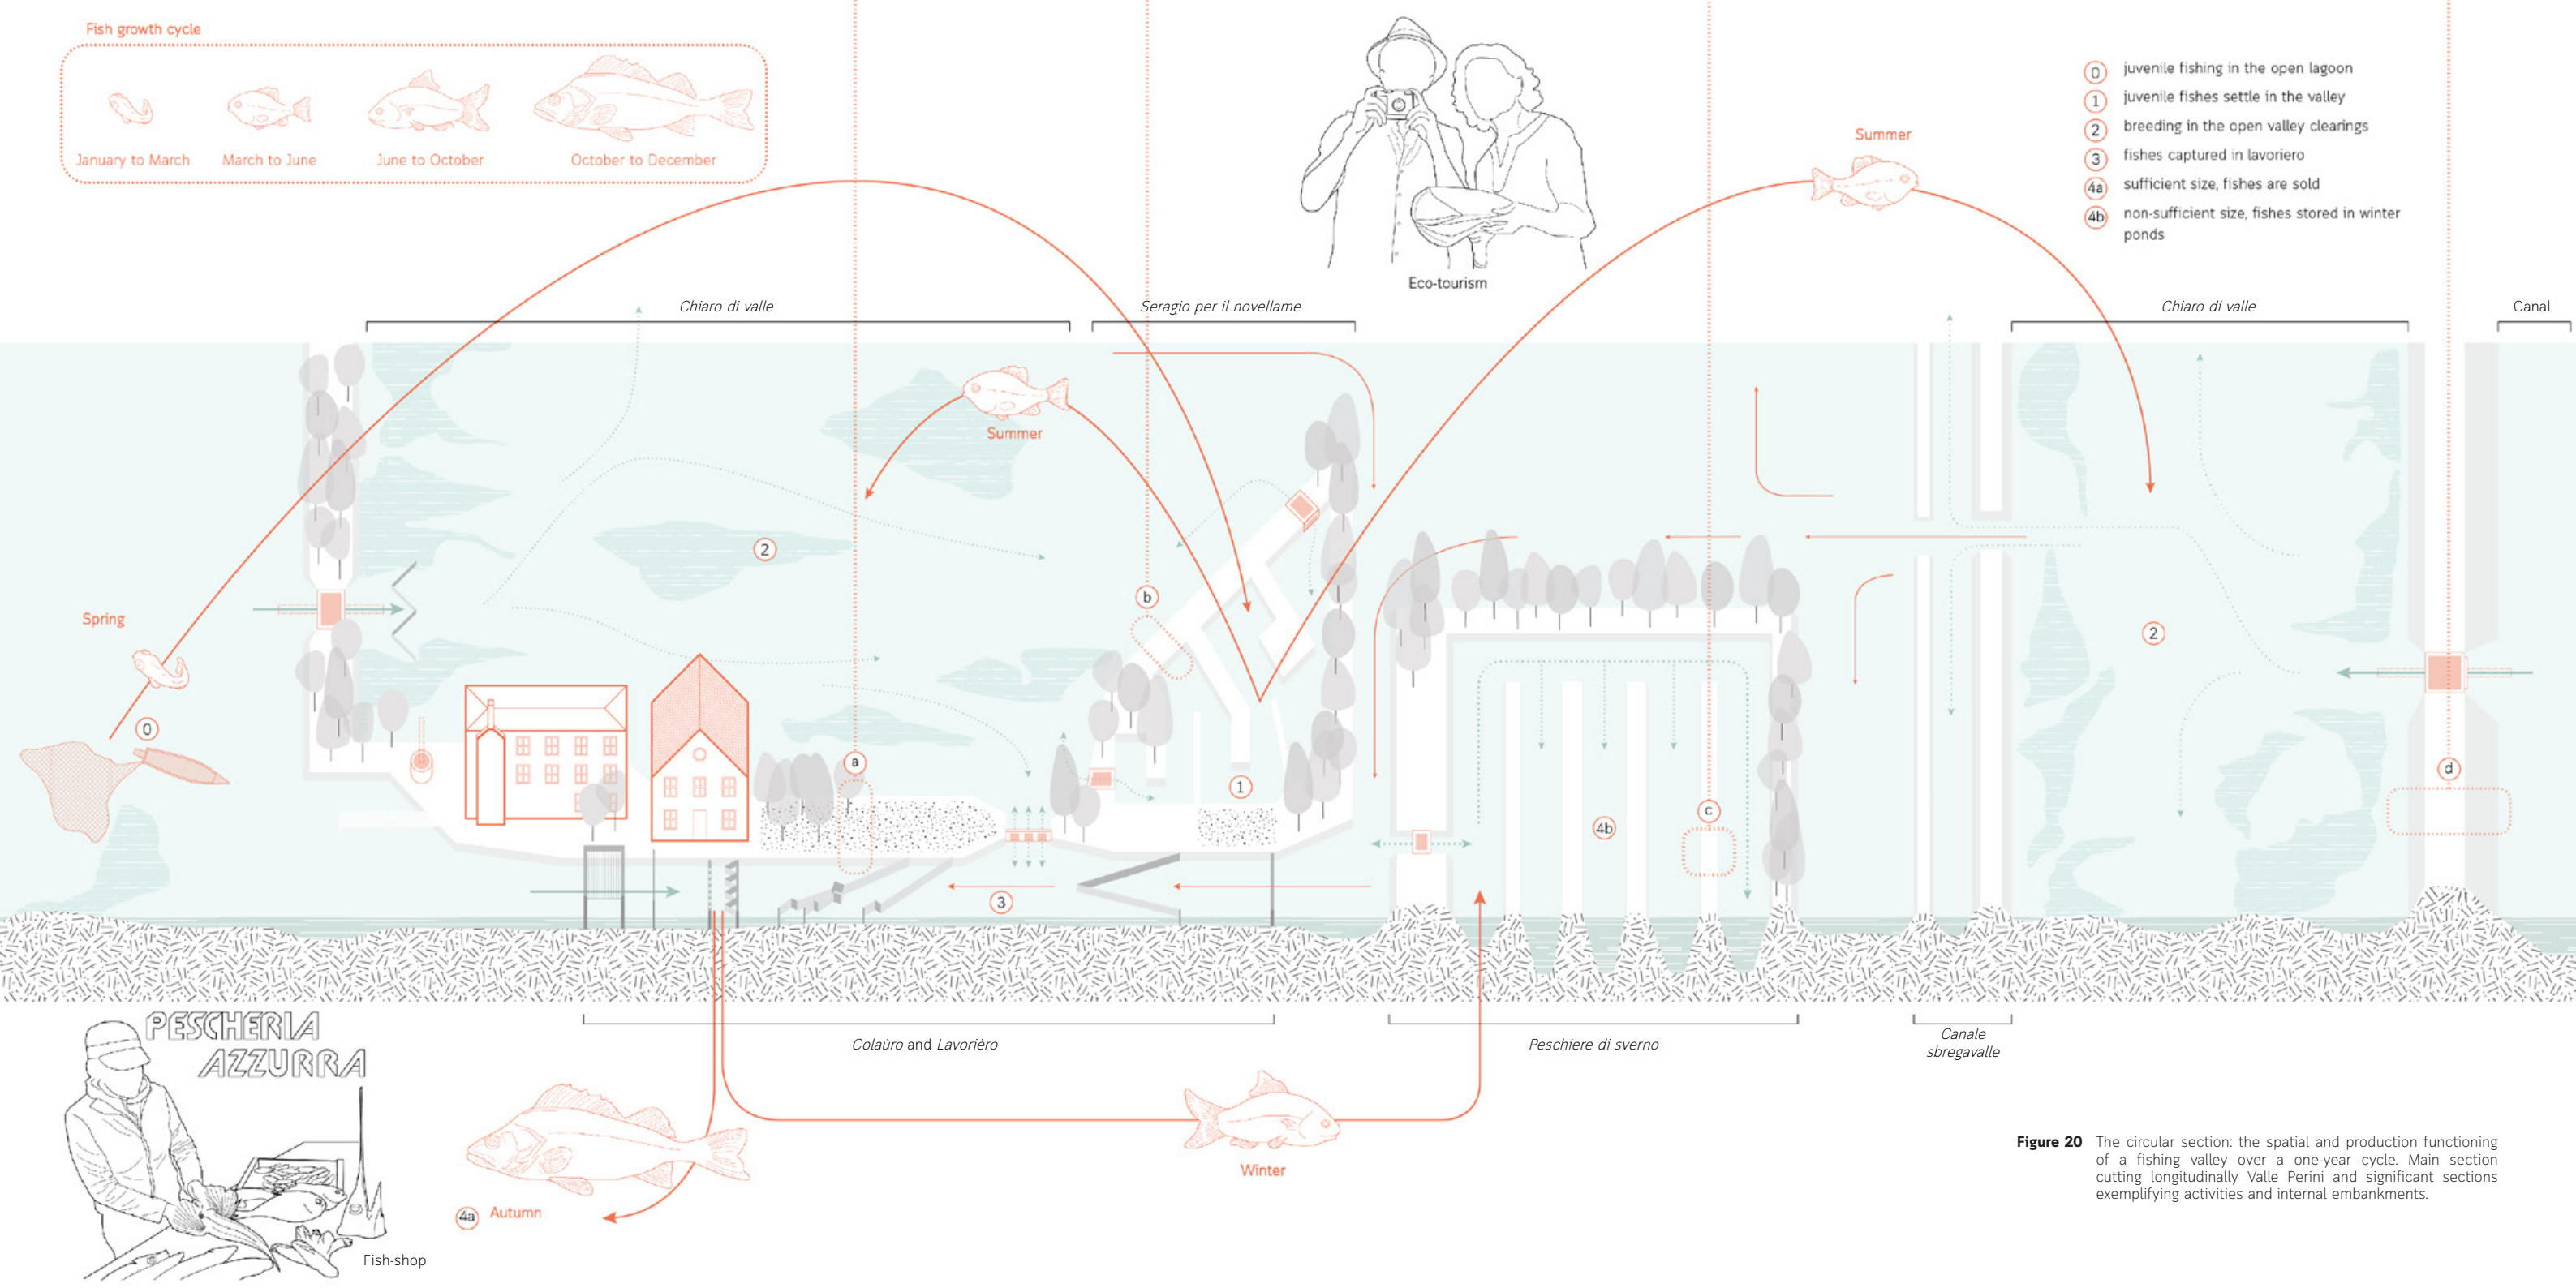 Fish growth cycle
January to March
March to June
June to October
October to December
0 juvenile fishing in the open lagoon
1 juvenile fishes settle in the valley
2 breeding in the open valley clearings
3 fishes captured in lavoriero
4a sufficient size, fishes are sold
4b non-sufficient size, fishes stored in winter
ponds
Summer
Eco-tourism
Chiaro di valle
Seragio per il novellame
Chiaro di valle
Canal
Summer
2
b
Spring
2
0
a
1
d
c
4b
3
PESCHERIA
AZZURRA
Colaùro and Lavorièro
Peschiere di sverno
Canale
sbregavalle
Winter
4a Autumn
Fish-shop
Figure 20 The circular section: the spatial and production functioning
of a fishing valley over a one-year cycle. Main section
cutting longitudinally Valle Perini and significant sections
exemplifying activities and internal embankments.